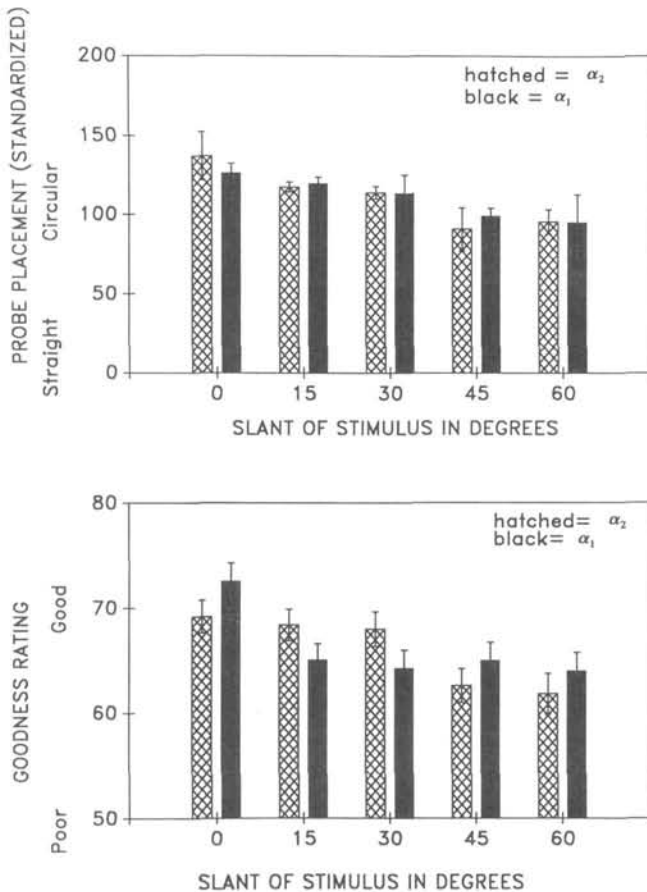 PROBE PLACEMENT (STANDARDIZED)
Straight Circular
200
150
100
50
0
hatched = α₂
black = α₁
0 15 30 45 60
SLANT OF STIMULUS IN DEGREES
GOODNESS RATING
Poor Good
80
70
60
50
hatched= α₂
black= α₁
0 15 30 45 60
SLANT OF STIMULUS IN DEGREES